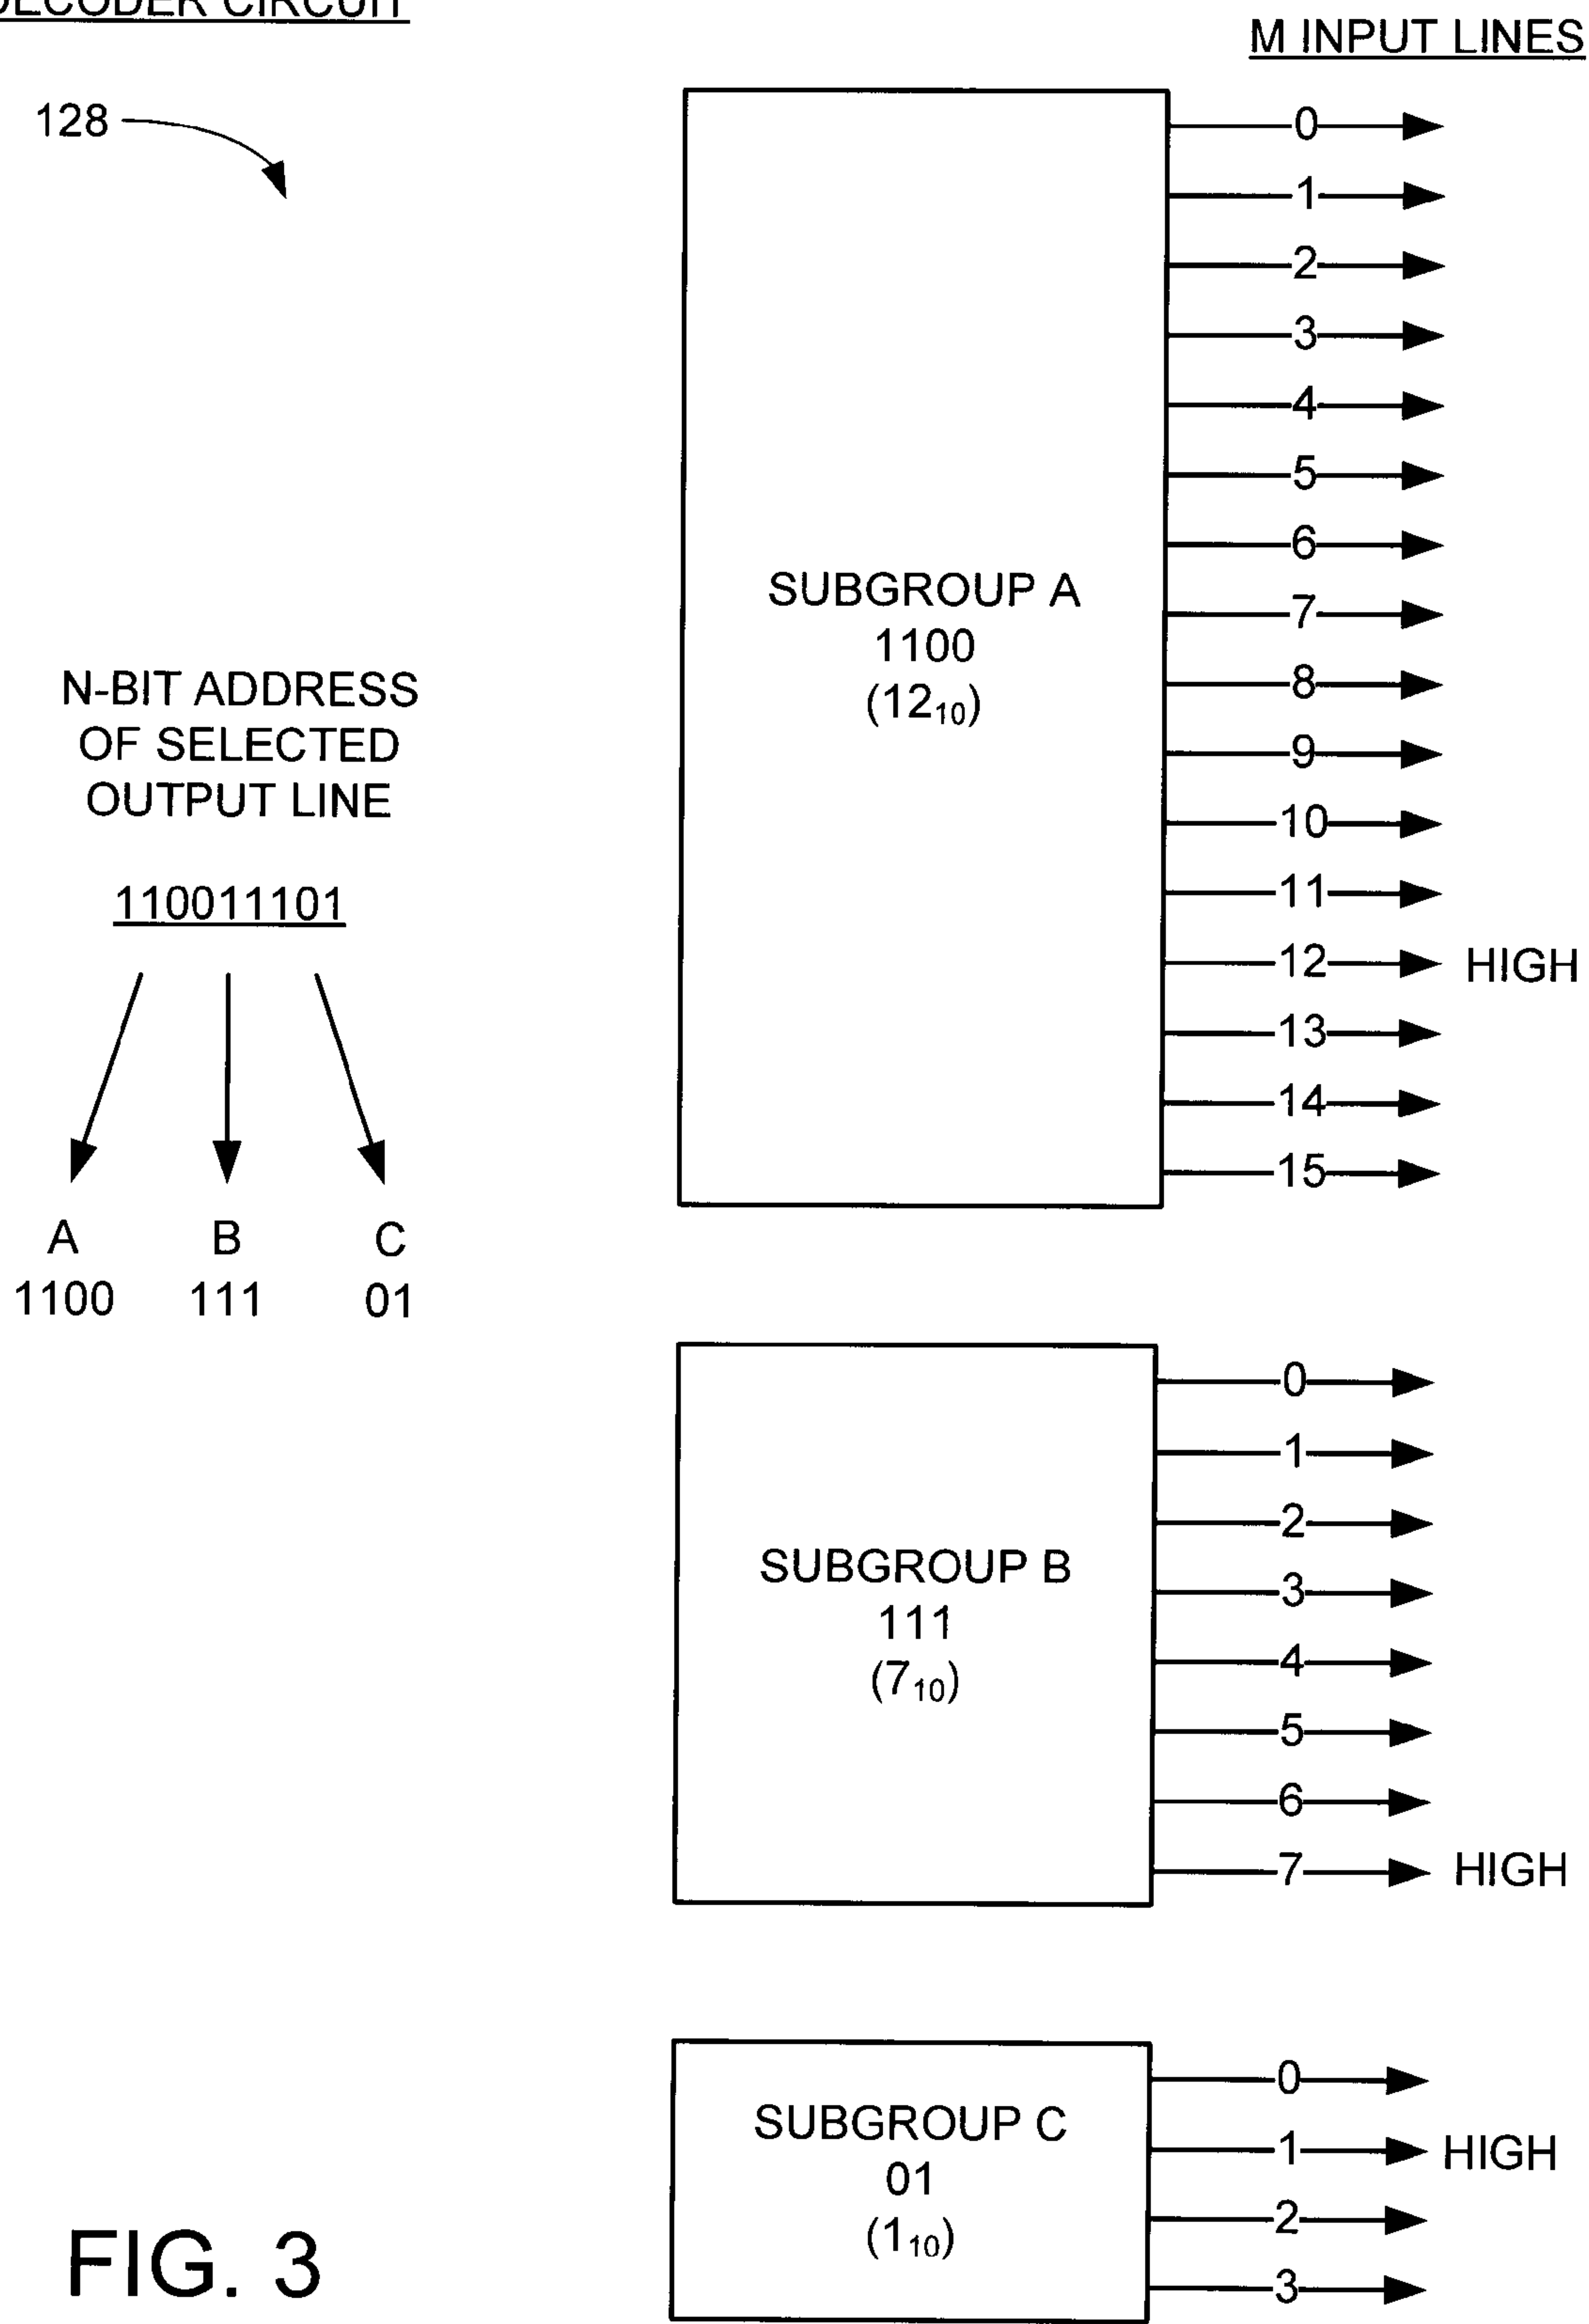 DECODER CIRCUIT
M INPUT LINES
128
0
1
2
3
4
5
6
7
8
9
10
11
12 HIGH
13
14
15
SUBGROUP A
1100
(12₁₀)
N-BIT ADDRESS
OF SELECTED
OUTPUT LINE
110011101
A B C
1100 111 01
SUBGROUP B
111
(7₁₀)
0
1
2
3
4
5
6
7 HIGH
SUBGROUP C
01
(1₁₀)
0
1 HIGH
2
3
FIG. 3